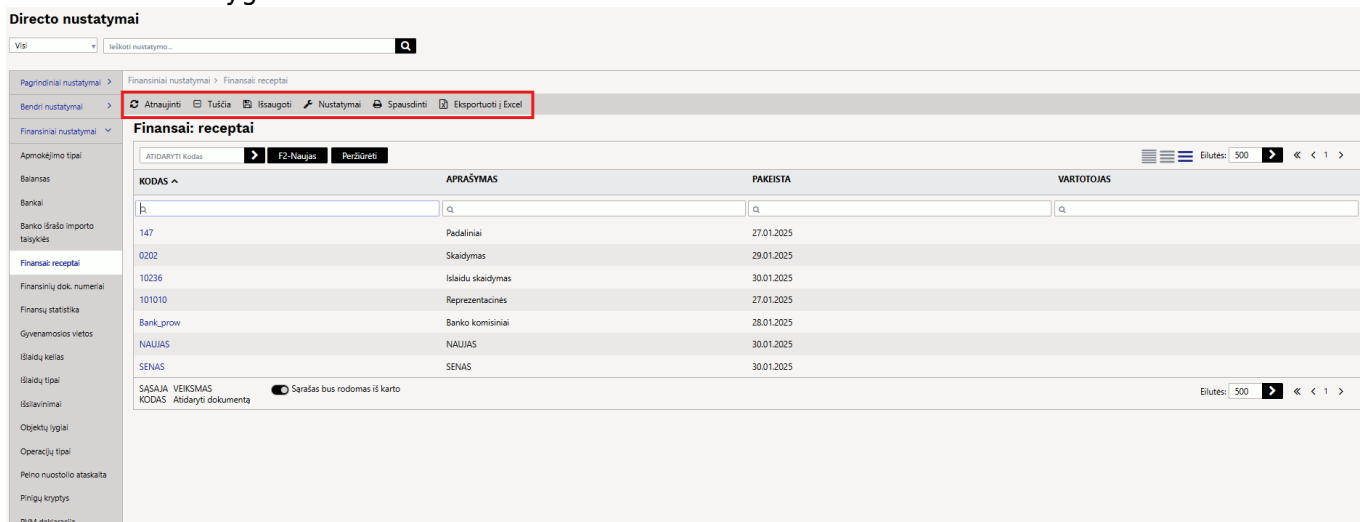 Directo nustatymai
Visi
Ieškoti nustatymo...
Pagrindiniai nustatymai >
Bendri nustatymai >
Finansiniai nustatymai
Apmokėjimo tipai
Balansas
Bankai
Banko išrašo importo
taisyklės
Finansai: receptai
Finansinių dok. numeriai
Finansų statistika
Gyvenamosios vietos
Išlaidų kelias
Išlaidų tipai
Išsilavinimai
Objektų lygiai
Operacijų tipai
Pelno nuostolio ataskaita
Pinigų kryptys
PVM deklaracija
Finansiniai nustatymai > Finansai: receptai
Atnaujinti Tuščia Išsaugoti Nustatymai Spausdinti Eksportuoti į Excel
Finansai: receptai
ATIDARYTI Kodas F2-Naujas Peržiūrėti Eilutės: 500 « < 1 >
KODAS APRAŠYMAS PAKEISTA VARTOTOJAS
147 Padaliniai 27.01.2025
0202 Skaidymas 29.01.2025
10236 Islaidu skaidymas 30.01.2025
101010 Reprezentacinės 27.01.2025
Bank_prow Banko komisiniai 28.01.2025
NAUJAS NAUJAS 30.01.2025
SENAS SENAS 30.01.2025
SĄSAJA VEIKSMAS Sąrašas bus rodomas iš karto
KODAS Atidaryti dokumentą
Eilutės: 500 « < 1 >